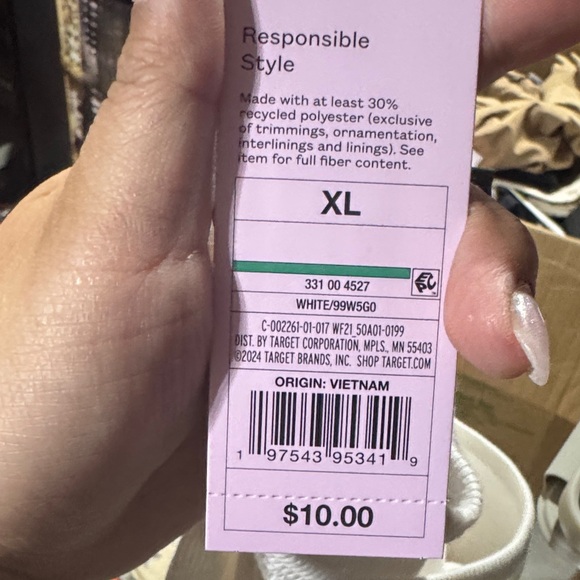 Responsible
Style
Made with at least 30%
recycled polyester (exclusive
of trimmings, ornamentation,
interlinings and linings). See
item for full fiber content.
XL
331 00 4527
WHITE/99W5G0
C-002261-01-017 WF21_50A01-0199
DIST. BY TARGET CORPORATION, MPLS., MN 55403
©2024 TARGET BRANDS, INC. SHOP TARGET.COM
ORIGIN: VIETNAM
1 97543 95341 9
$10.00